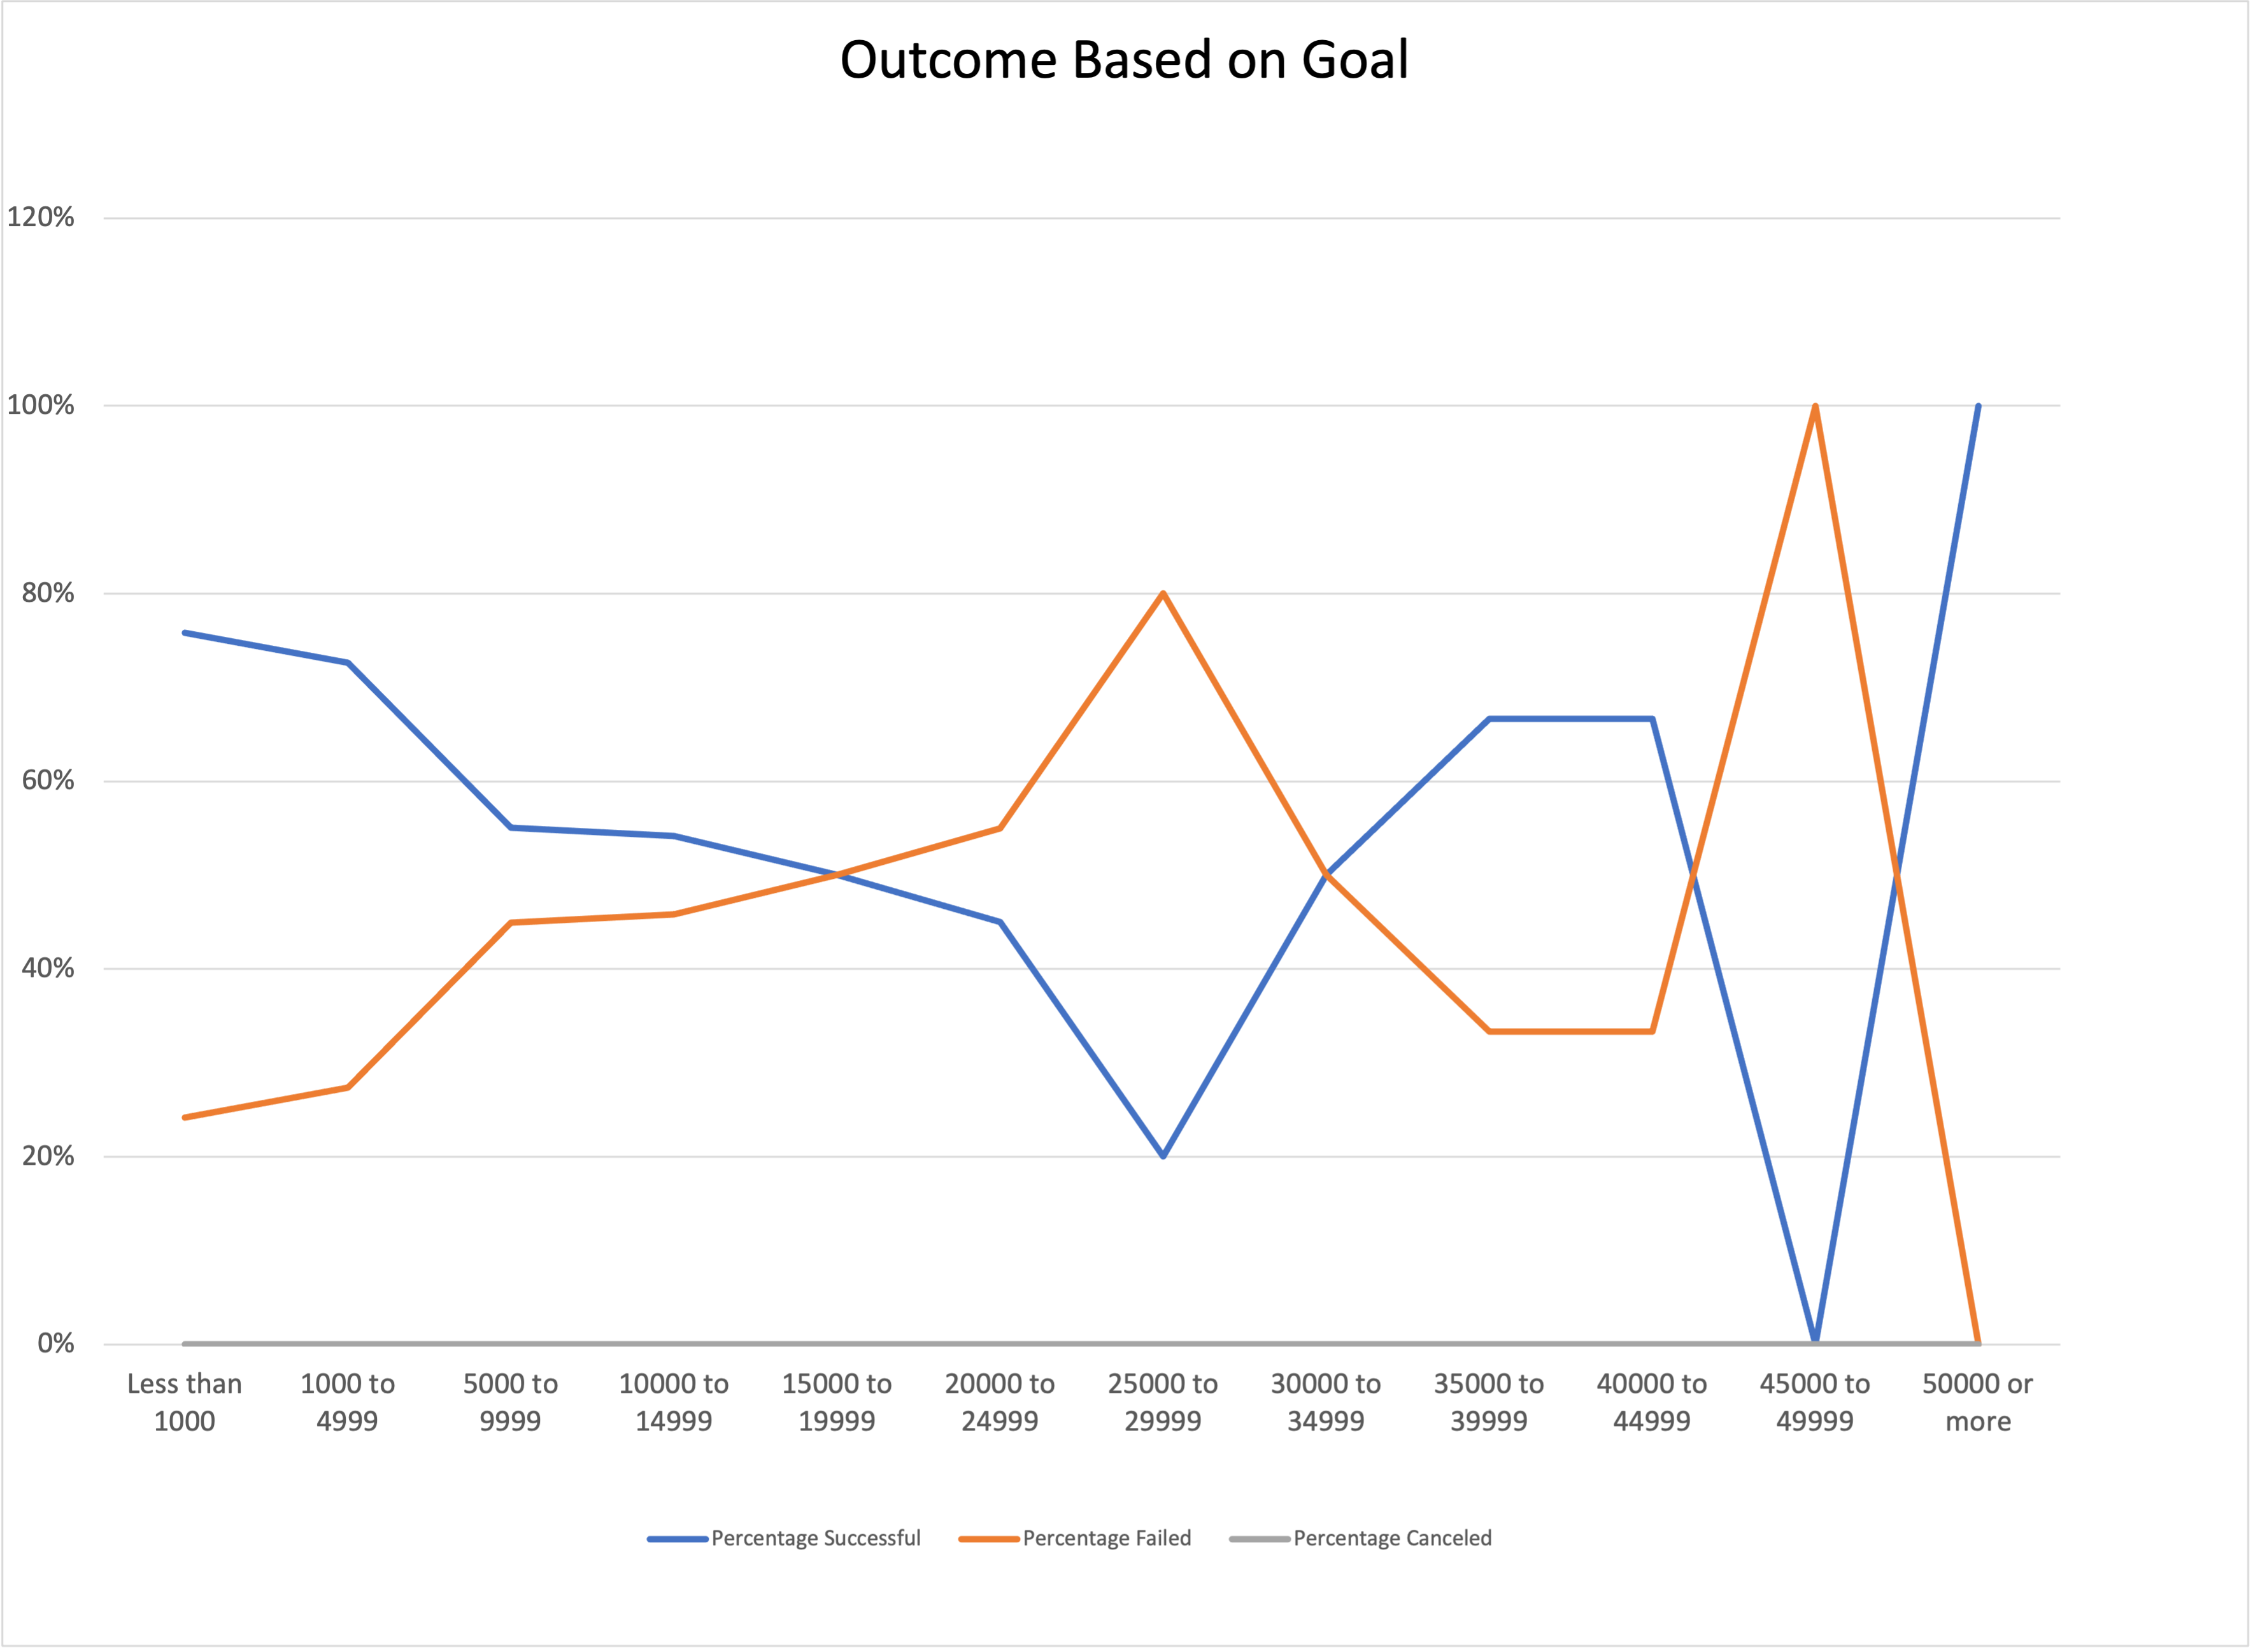 Outcome Based on Goal
120%
100%
80%
60%
40%
20%
0%
Less than 1000
1000 to 4999
5000 to 9999
10000 to 14999
15000 to 19999
20000 to 24999
25000 to 29999
30000 to 34999
35000 to 39999
40000 to 44999
45000 to 49999
50000 or more
Percentage Successful
Percentage Failed
Percentage Canceled